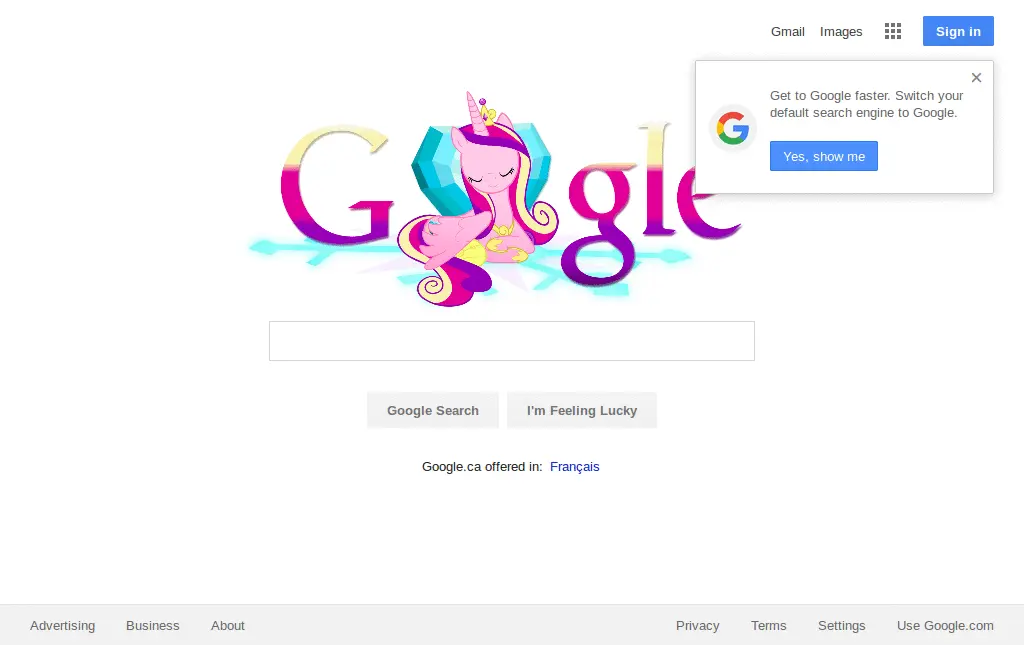 Gmail Images Sign in
Get to Google faster. Switch your
default search engine to Google.
Yes, show me
Google
Google Search I'm Feeling Lucky
Google.ca offered in: Français
Advertising Business About Privacy Terms Settings Use Google.com